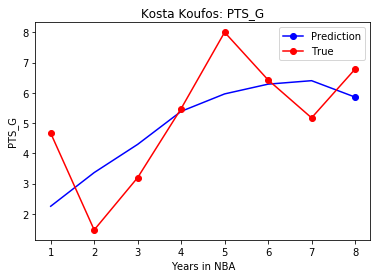 Kosta Koufos: PTS_G
Prediction
True
8
7
6
5
4
3
2
PTS_G
1 2 3 4 5 6 7 8
Years in NBA